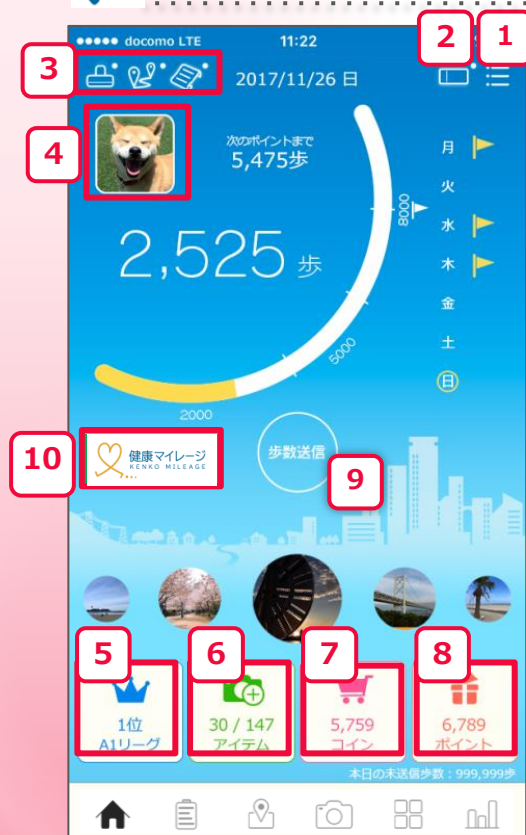 docomo LTE 11:22
2 1
3
2017/11/26 日
4
次のポイントまで
5,475歩
月
火
水
木
金
土
日
8000
2,525 歩
5000
2000
10
健康マイレージ
KENKO MILEAGE
歩数送信
9
5 6 7 8
1位
A1リーグ
30 / 147
アイテム
5,759
コイン
6,789
ポイント
本日の未送信歩数：999,999歩